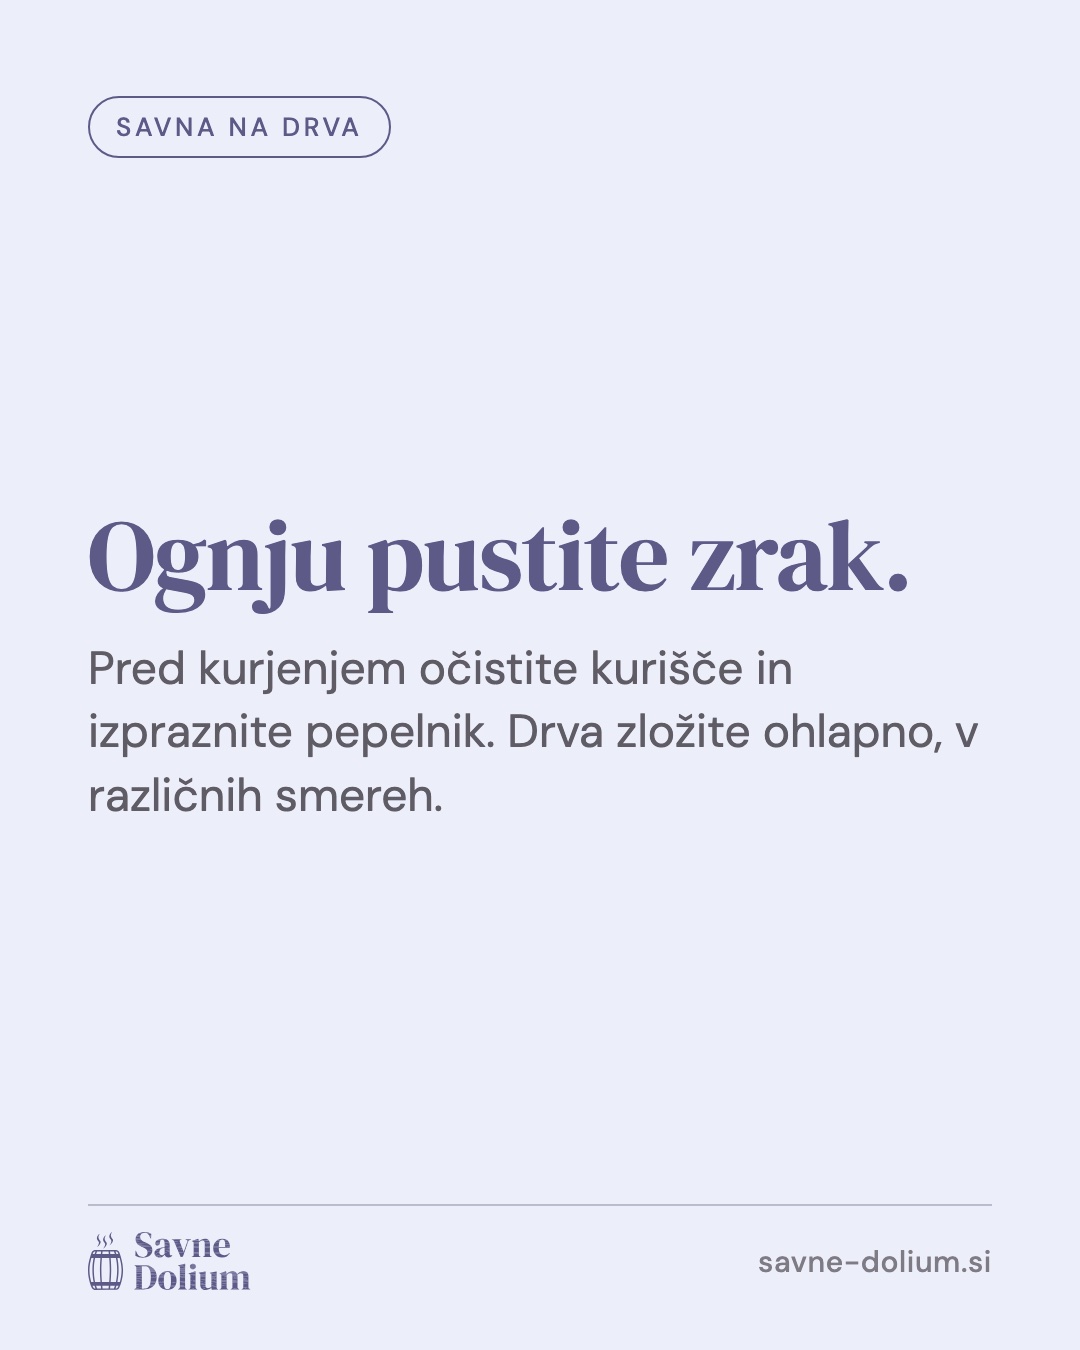 SAVNA NA DRVA
Ognju pustite zrak.
Pred kurjenjem očistite kurišče in
izpraznite pepelnik. Drva zložite ohlapno, v
različnih smereh.
Savne
Dolium
savne-dolium.si